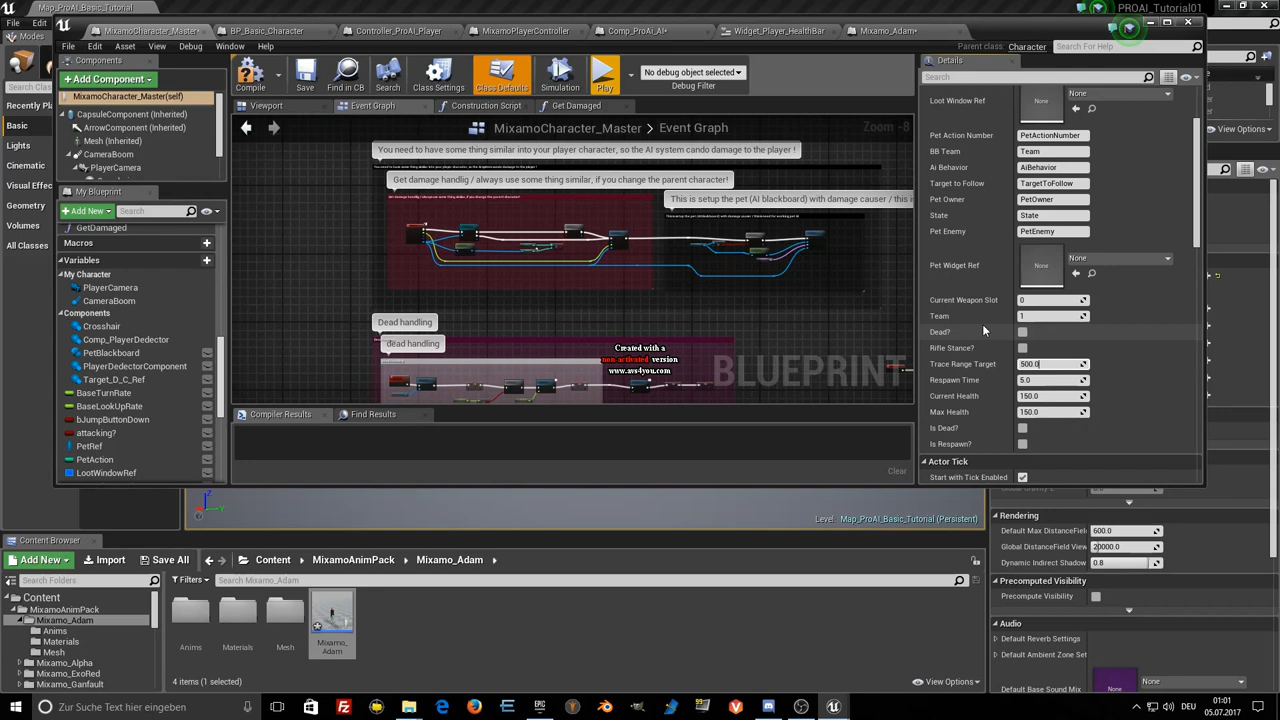 Map_ProAI_Basic_Tutorial
PROAI_Tutorial01
MixamoCharacter_Master*
BP_Basic_Character
Controller_ProAI_Player
MixamoPlayerController
Comp_ProAi_AI*
Widget_Player_HealthBar
Mixamo_Adam*
File
Modes
File Edit Asset View Debug Window Help
Parent class: Character
Search For Help
Components
Add Component
MixamoCharacter_Master(self)
CapsuleComponent (Inherited)
ArrowComponent (Inherited)
Mesh (Inherited)
CameraBoom
PlayerCamera
My Blueprint
Add New
Search
GetDamaged
Macros
Variables
My Character
PlayerCamera
CameraBoom
Components
Crosshair
Comp_PlayerDedector
PetBlackboard
PlayerDedectorWidget
Target_D_C_Ref
BaseTurnRate
BaseLookUpRate
bJumpButtonDown
attacking?
PetRef
PetAction
LootWindowRef
Recently Pl
Basic
Lights
Cinematic
Visual Effect
Geometry
Volumes
All Classes
Compile
Save
Find in CB
Search
Class Settings
Class Defaults
Simulation
Play
No debug object selected
Debug Filter
Viewport
Event Graph
Construction Script
Get Damaged
MixamoCharacter_Master > Event Graph
Zoom -8
You need to have some thing similar into your player character, so the AI system cando damage to the player !
Get damage handlig / always use some thing similar, if you change the parent character!
This is setup the pet (AI blackboard) with damage causer / this i
Dead handling
dead handling
Created with a
non-activated version
www.avs4you.com
BLUEPRINT
Compiler Results
Find Results
Clear
Details
Search
Loot Window Ref
None
None
Pet Action Number
PetActionNumber
BB Team
Team
Ai Behavior
AiBehavior
Target to Follow
TargetToFollow
Pet Owner
PetOwner
State
State
Pet Enemy
PetEnemy
Pet Widget Ref
None
None
Current Weapon Slot
0
Team
1
Dead?
Rifle Stance?
Trace Range Target
500.0
Respawn Time
5.0
Current Health
150.0
Max Health
150.0
Is Dead?
Is Respawn?
Actor Tick
Start with Tick Enabled
View Options
Level: Map_ProAI_Basic_Tutorial (Persistent)
Rendering
Default Max DistanceFiel
600.0
Global DistanceField View
20000.0
Dynamic Indirect Shadow
0.8
Precomputed Visibility
Precompute Visibility
Audio
Default Reverb Settings
Default Ambient Zone Set
Default Base Sound Mix
None
None
Content Browser
Add New
Import
Save All
Content
MixamoAnimPack
Mixamo_Adam
Search Folders
Filters
Search Mixamo_Adam
Content
MixamoAnimPack
Mixamo_Adam
Anims
Materials
Mesh
Mixamo_Alpha
Mixamo_ExoRed
Mixamo_Ganfault
Anims
Materials
Mesh
Mixamo_
Adam
4 items (1 selected)
View Options
Zur Suche Text hier eingeben
DEU
01:01
05.07.2017